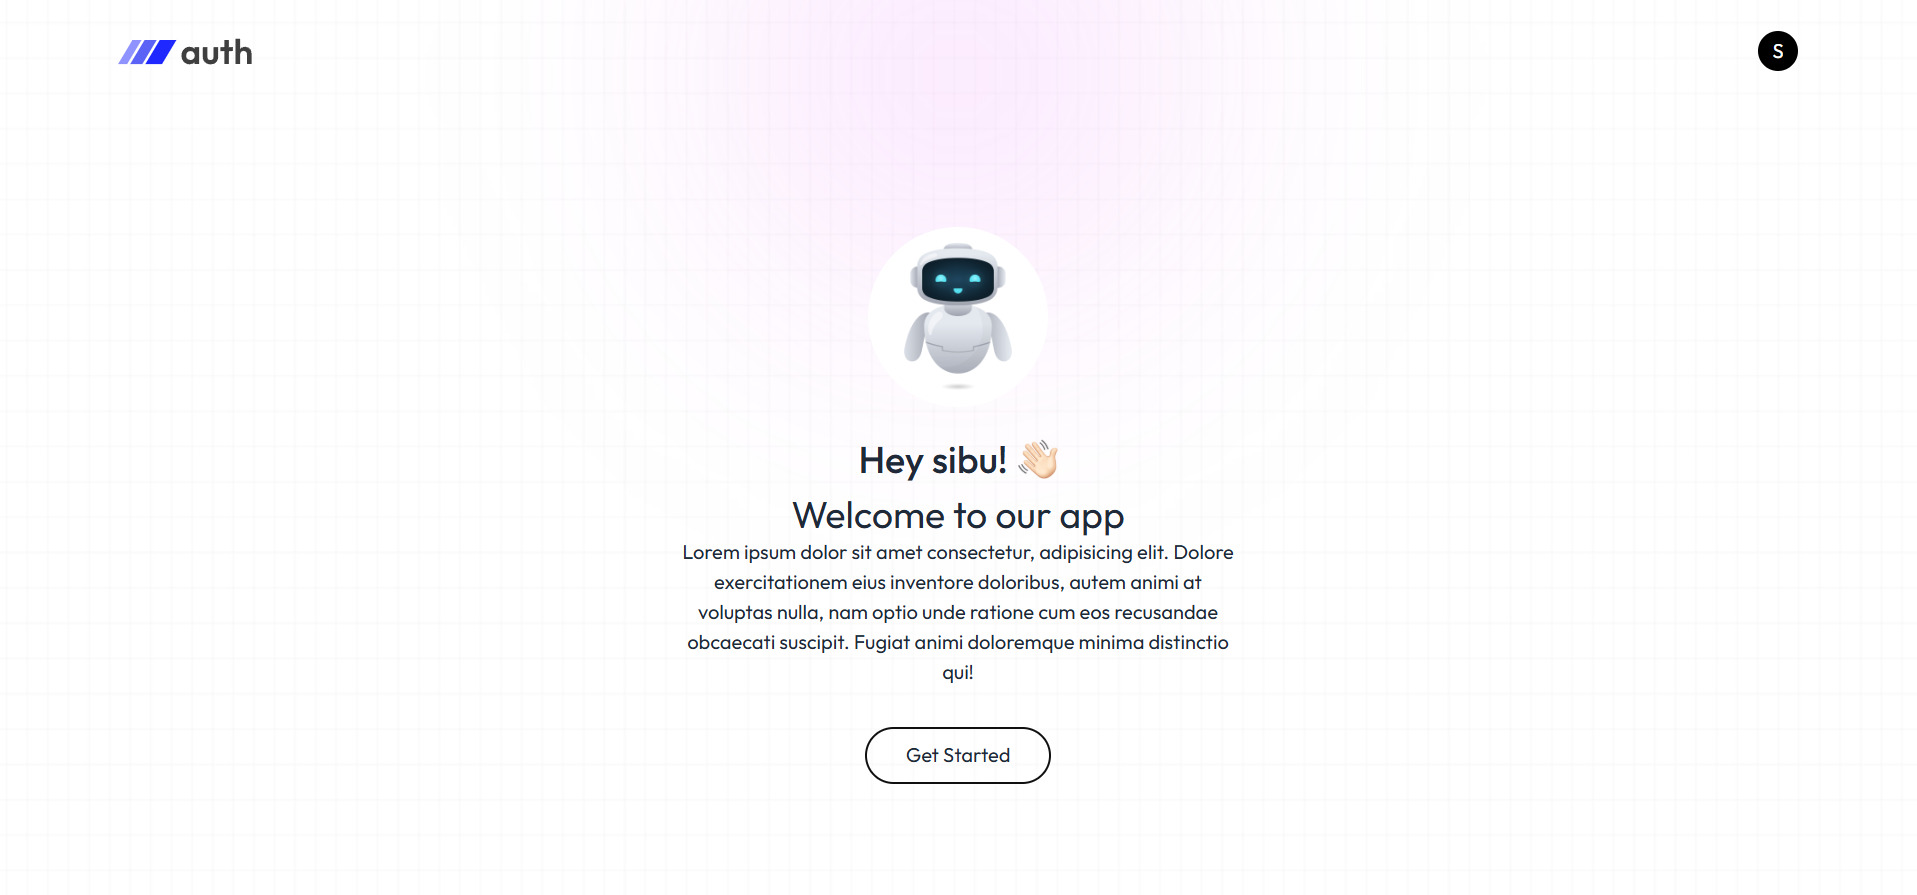 auth
S
Hey sibu! 👋🏻
Welcome to our app
Lorem ipsum dolor sit amet consectetur, adipisicing elit. Dolore
exercitationem eius inventore doloribus, autem animi at
voluptas nulla, nam optio unde ratione cum eos recusandae
obcaecati suscipit. Fugiat animi doloremque minima distinctio
qui!
Get Started